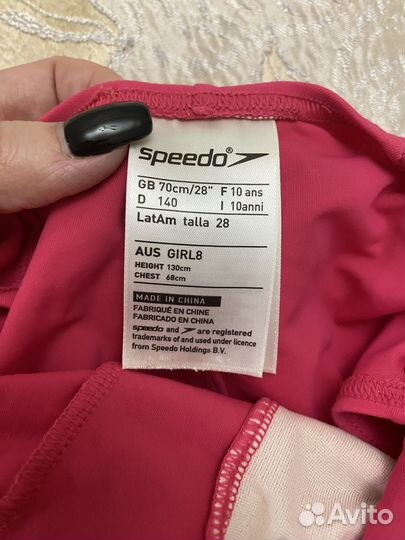 speedo®
GB 70cm/28" F 10 ans
D 140 I 10anni
LatAm talla 28
AUS GIRL8
HEIGHT 130cm
CHEST 68cm
MADE IN CHINA
FABRIQUÉ EN CHINE
FABRICADO EN CHINA
speedo and are registered
trademarks of and used under licence
from Speedo Holdings B.V.
Avito